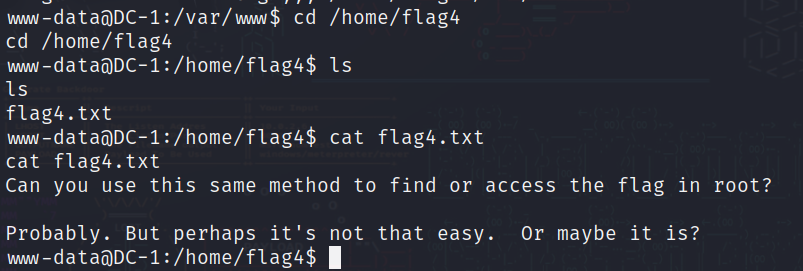 www-data@DC-1:/var/www$ cd /home/flag4
cd /home/flag4
www-data@DC-1:/home/flag4$ ls
ls
flag4.txt
www-data@DC-1:/home/flag4$ cat flag4.txt
cat flag4.txt
Can you use this same method to find or access the flag in root?
Probably. But perhaps it's not that easy.  Or maybe it is?
www-data@DC-1:/home/flag4$